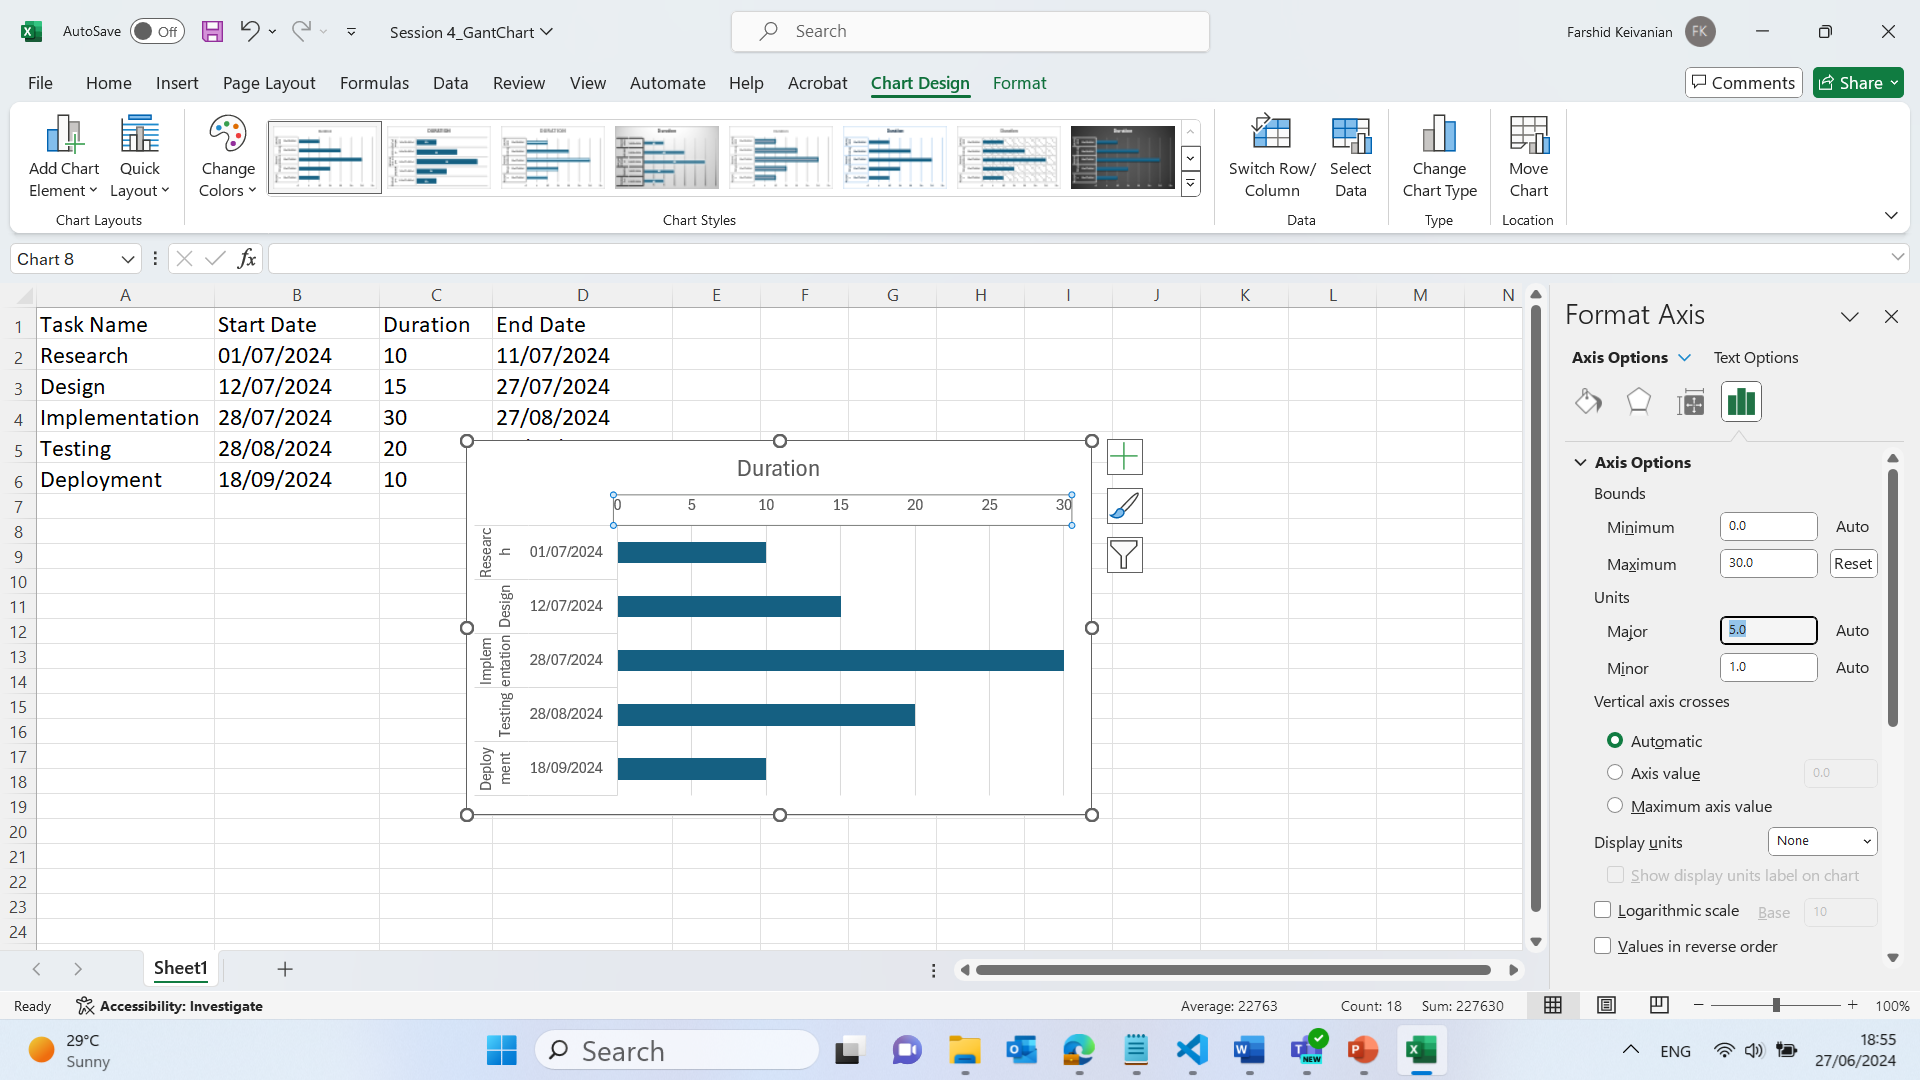 AutoSave Off Session 4_GantChart Search Farshid Keivanian FK
File Home Insert Page Layout Formulas Data Review View Automate Help Acrobat Chart Design Format Comments Share
Add Chart Element
Quick Layout
Change Colors
Switch Row/ Column
Select Data
Change Chart Type
Move Chart
Chart Layouts Chart Styles Data Type Location
Chart 8 fx
A B C D E F G H I J K L M N
1 Task Name Start Date Duration End Date
2 Research 01/07/2024 10 11/07/2024
3 Design 12/07/2024 15 27/07/2024
4 Implementation 28/07/2024 30 27/08/2024
5 Testing 28/08/2024 20
6 Deployment 18/09/2024 10
7
8
9
10
11
12
13
14
15
16
17
18
19
20
21
22
23
24
Duration
0 5 10 15 20 25 30
Researc
h
01/07/2024
Design 12/07/2024
Implem
entation
28/07/2024
Testing 28/08/2024
Deploy
ment
18/09/2024
Format Axis
Axis Options Text Options
Axis Options
Bounds
Minimum 0.0 Auto
Maximum 30.0 Reset
Units
Major 5.0 Auto
Minor 1.0 Auto
Vertical axis crosses
Automatic
Axis value 0.0
Maximum axis value
Display units None
Show display units label on chart
Logarithmic scale Base 10
Values in reverse order
Sheet1
Ready Accessibility: Investigate Average: 22763 Count: 18 Sum: 227630 100%
29°C
Sunny
Search
NEW
ENG
18:55
27/06/2024